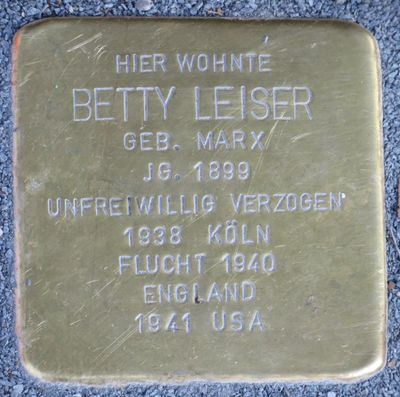 HIER WOHNTE
BETTY LEISER
GEB. MARX
JG. 1899
UNFREIWILLIG VERZOGEN
1938 KÖLN
FLUCHT 1940
ENGLAND
1941 USA